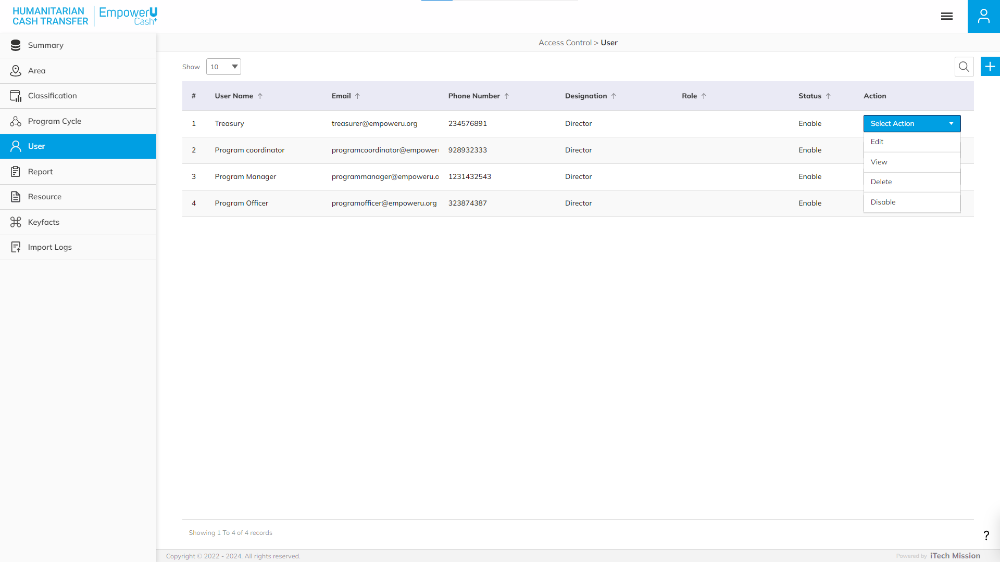 HUMANITARIAN
CASH TRANSFER
EmpowerU
Cash+
Summary
Area
Classification
Program Cycle
User
Report
Resource
Keyfacts
Import Logs
Access Control > User
Show 10
# User Name Email Phone Number Designation Role Status Action
1 Treasury treasurer@empoweru.org 234576891 Director Enable Select Action
2 Program coordinator programcoordinator@empower 928932333 Director Enable
3 Program Manager programmanager@empoweru.o 1231432543 Director Enable
4 Program Officer programofficer@empoweru.org 323874387 Director Enable
Edit
View
Delete
Disable
Showing 1 To 4 of 4 records
?
Copyright © 2022 - 2024. All rights reserved.
Powered by iTech Mission